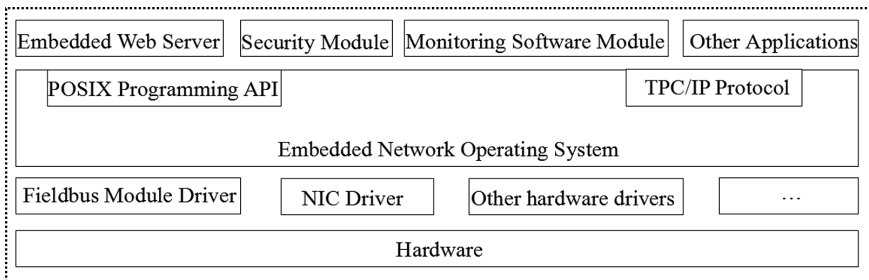 Embedded Web Server Security Module Monitoring Software Module Other Applications
POSIX Programming API TPC/IP Protocol
Embedded Network Operating System
Fieldbus Module Driver NIC Driver Other hardware drivers …
Hardware